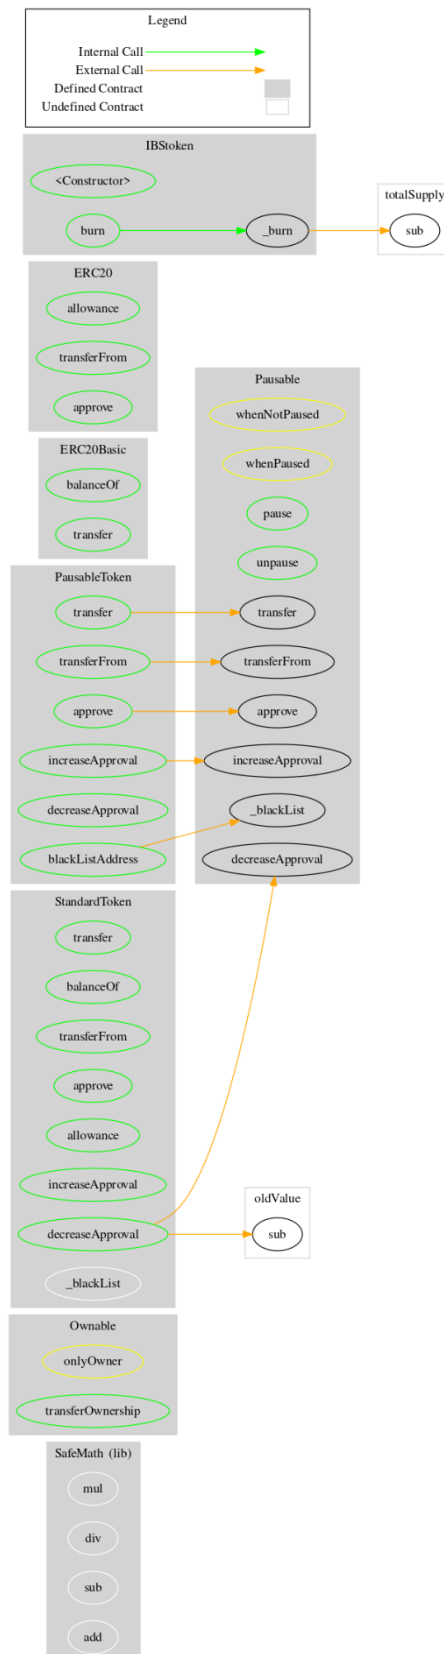 Legend
Internal Call
External Call
Defined Contract
Undefined Contract
IBStoken
<Constructor>
burn
_burn
totalSupply
sub
ERC20
allowance
transferFrom
approve
ERC20Basic
balanceOf
transfer
Pausable
whenNotPaused
whenPaused
pause
unpause
transfer
transferFrom
approve
increaseApproval
_blackList
decreaseApproval
PausableToken
transfer
transferFrom
approve
increaseApproval
decreaseApproval
blackListAddress
StandardToken
transfer
balanceOf
transferFrom
approve
allowance
increaseApproval
decreaseApproval
_blackList
oldValue
sub
Ownable
onlyOwner
transferOwnership
SafeMath (lib)
mul
div
sub
add